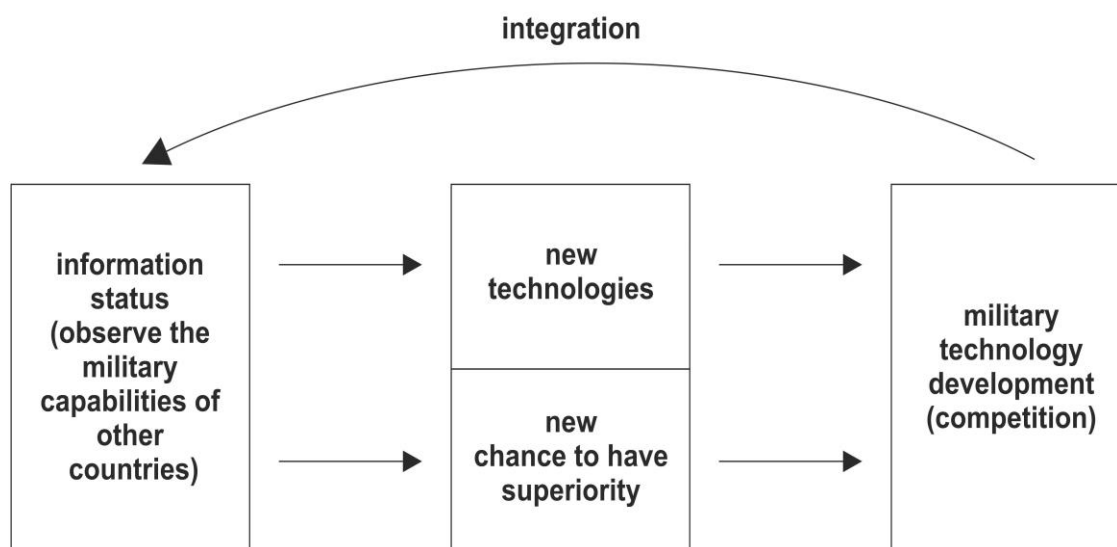 integration
information
status
(observe the
military
capabilities of
other
countries)
new
technologies
new
chance to have
superiority
military
technology
development
(competition)